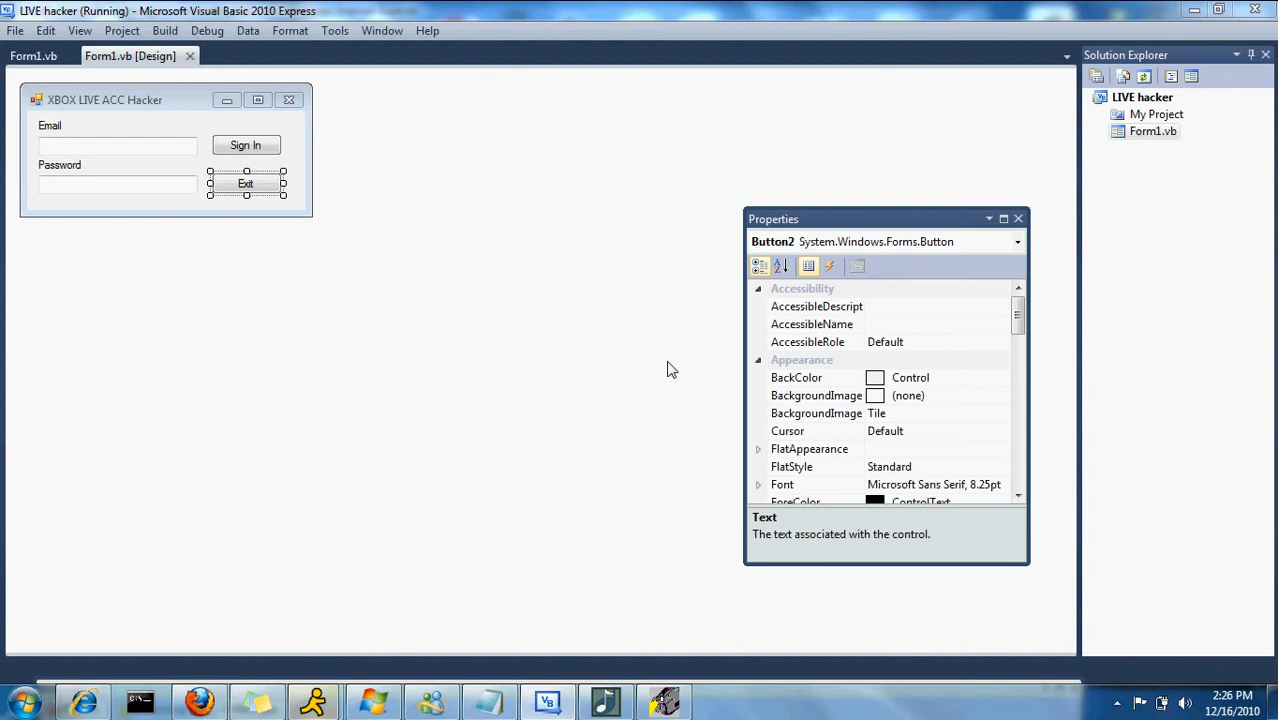 LIVE hacker (Running) - Microsoft Visual Basic 2010 Express
File Edit View Project Build Debug Data Format Tools Window Help
Form1.vb Form1.vb [Design]
Solution Explorer
LIVE hacker
My Project
Form1.vb
XBOX LIVE ACC Hacker
Email
Sign In
Password
Exit
Properties
Button2 System.Windows.Forms.Button
Accessibility
AccessibleDescript
AccessibleName
AccessibleRole Default
Appearance
BackColor Control
BackgroundImage (none)
BackgroundImage Tile
Cursor Default
FlatAppearance
FlatStyle Standard
Font Microsoft Sans Serif, 8.25pt
ForeColor ControlText
Text
The text associated with the control.
2:26 PM
12/16/2010